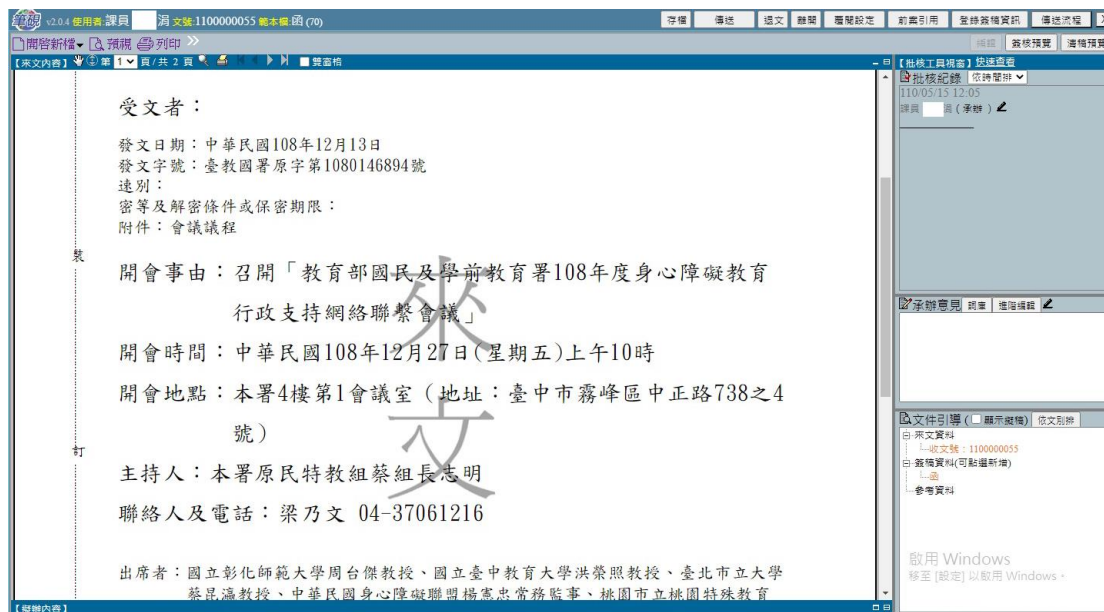 筆硯 v2.0.4 使用者:課員 涓 文號:1100000055 範本檔:函 (70)
存檔 傳送 退文 離開 覆閱設定 前案引用 登錄簽稿資訊 傳送流程
開啓新檔 預視 列印
簽核預覽 清稿預覽
【來文內容】 第 1 頁/共 2 頁 雙面檢
受文者：
發文日期：中華民國108年12月13日
發文字號：臺教國署原字第1080146894號
速別：
密等及解密條件或保密期限：
附件：會議議程
裝
開會事由：召開「教育部國民及學前教育署108年度身心障礙教育
行政支持網絡聯繫會議」
開會時間：中華民國108年12月27日(星期五)上午10時
開會地點：本署4樓第1會議室（地址：臺中市霧峰區中正路738之4
號）
訂
主持人：本署原民特教組蔡組長志明
聯絡人及電話：梁乃文 04-37061216
出席者：國立彰化師範大學周台傑教授、國立臺中教育大學洪榮照教授、臺北市立大學
蔡昆瀛教授、中華民國身心障礙聯盟楊憲忠常務監事、桃園市立桃園特殊教育
來文
【擬辦內容】
【批核工具視窗】快速查看
批核紀錄 依時間排
110/05/15 12:05
課員 涓 (承辦)
承辦意見 詞庫 進階編輯
文件引導 (顯示擬稿) 依文別排
來文資料
收文號：1100000055
簽稿資料(可點選新增)
函
參考資料
啟用 Windows
移至 [設定] 以啟用 Windows。